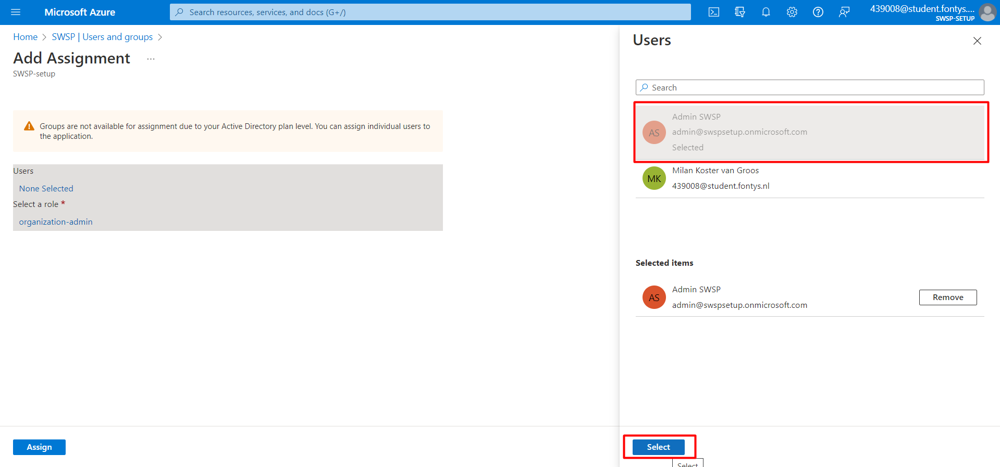 Microsoft Azure
Search resources, services, and docs (G+/)
439008@student.fontys....
SWSP-SETUP
Home
SWSP | Users and groups
Add Assignment
...
SWSP-setup
Groups are not available for assignment due to your Active Directory plan level. You can assign individual users to
the application.
Users
None Selected
Select a role *
organization-admin
Assign
Users
Search
AS
Admin SWSP
admin@swspsetup.onmicrosoft.com
Selected
MK
Milan Koster van Groos
439008@student.fontys.nl
Selected items
AS
Admin SWSP
admin@swspsetup.onmicrosoft.com
Remove
Select
Select